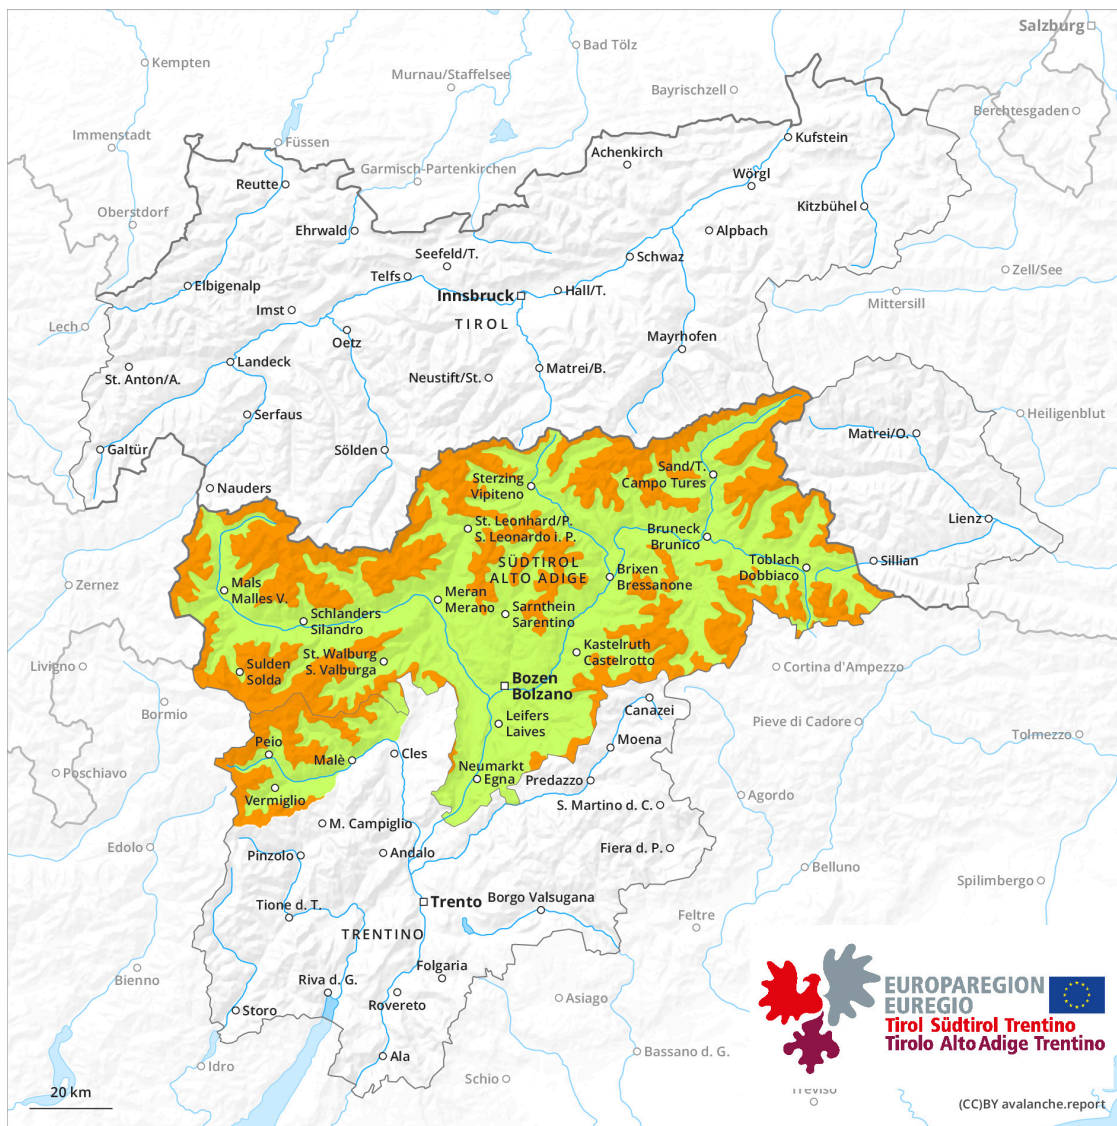 Salzburg
Bad Tölz
Kempten
Murnau/Staffelsee
Bayrischzell
Berchtesgaden
Immenstadt
Füssen
Kufstein
Achenkirch
Garmisch-Partenkirchen
Wörgl
Reutte
Oberstdorf
Kitzbühel
Ehrwald
Alpbach
Seefeld/T.
Schwaz
Zell/See
Telfs
Elbigenalp
Hall/T.
Innsbruck
Mittersill
Imst
TIROL
Lech
Oetz
Mayrhofen
Landeck
Matrei/B.
St. Anton/A.
Neustift/St.
Serfaus
Heiligenblut
Matrei/O.
Galtür
Sölden
Sand/T.
Campo Tures
Sterzing
Vipiteno
Nauders
Lienz
St. Leonhard/P.
S. Leonardo i. P.
Bruneck
Brunico
SÜDTIROL
ALTO ADIGE
Toblach
Dobbiaco
Sillian
Brixen
Bressanone
Zernez
Mals
Malles V.
Meran
Merano
Schlanders
Silandro
Sarnthein
Sarentino
St. Walburg
S. Valburga
Kastelruth
Castelrotto
Livigno
Sulden
Solda
Cortina d'Ampezzo
Bozen
Bolzano
Bormio
Canazei
Leifers
Laives
Pieve di Cadore
Tolmezzo
Peio
Moena
Cles
Malè
Poschiavo
Neumarkt
Egna
Predazzo
Vermiglio
Agordo
S. Martino d. C.
M. Campiglio
Edolo
Pinzolo
Andalo
Fiera d. P.
Belluno
Spilimbergo
Trento
Borgo Valsugana
Tione d. T.
Feltre
TRENTINO
Folgaria
Bienno
Riva d. G.
Rovereto
Asiago
Storo
EUROPAREGION
EUREGIO
Tirol Südtirol Trentino
Tirolo Alto Adige Trentino
Ala
Bassano d. G.
Idro
Schio
20 km
Treviso
(CC)BY avalanche.report